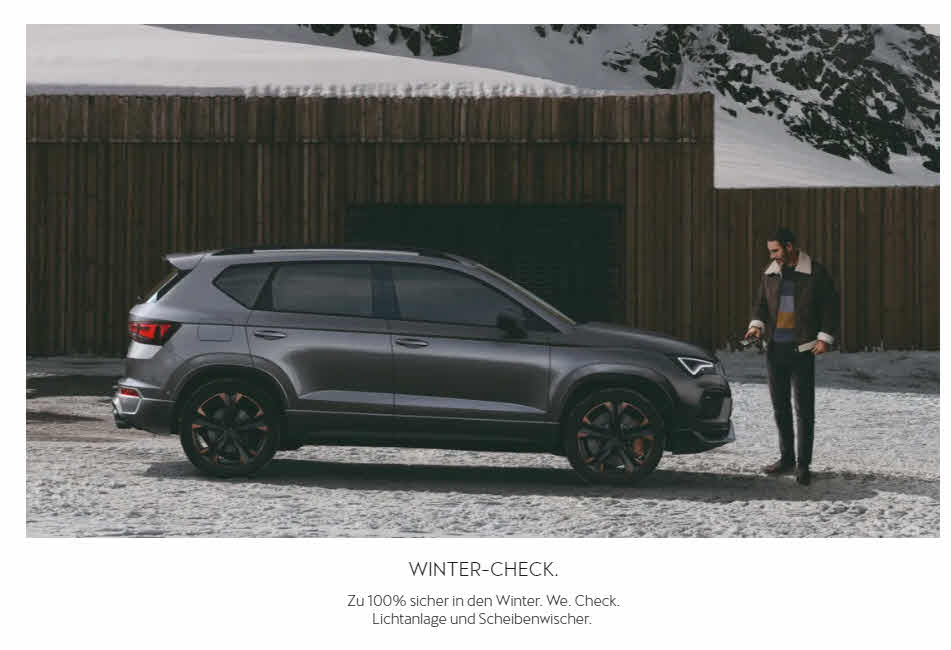 WINTER-CHECK.
Zu 100% sicher in den Winter. We. Check.
Lichtanlage und Scheibenwischer.